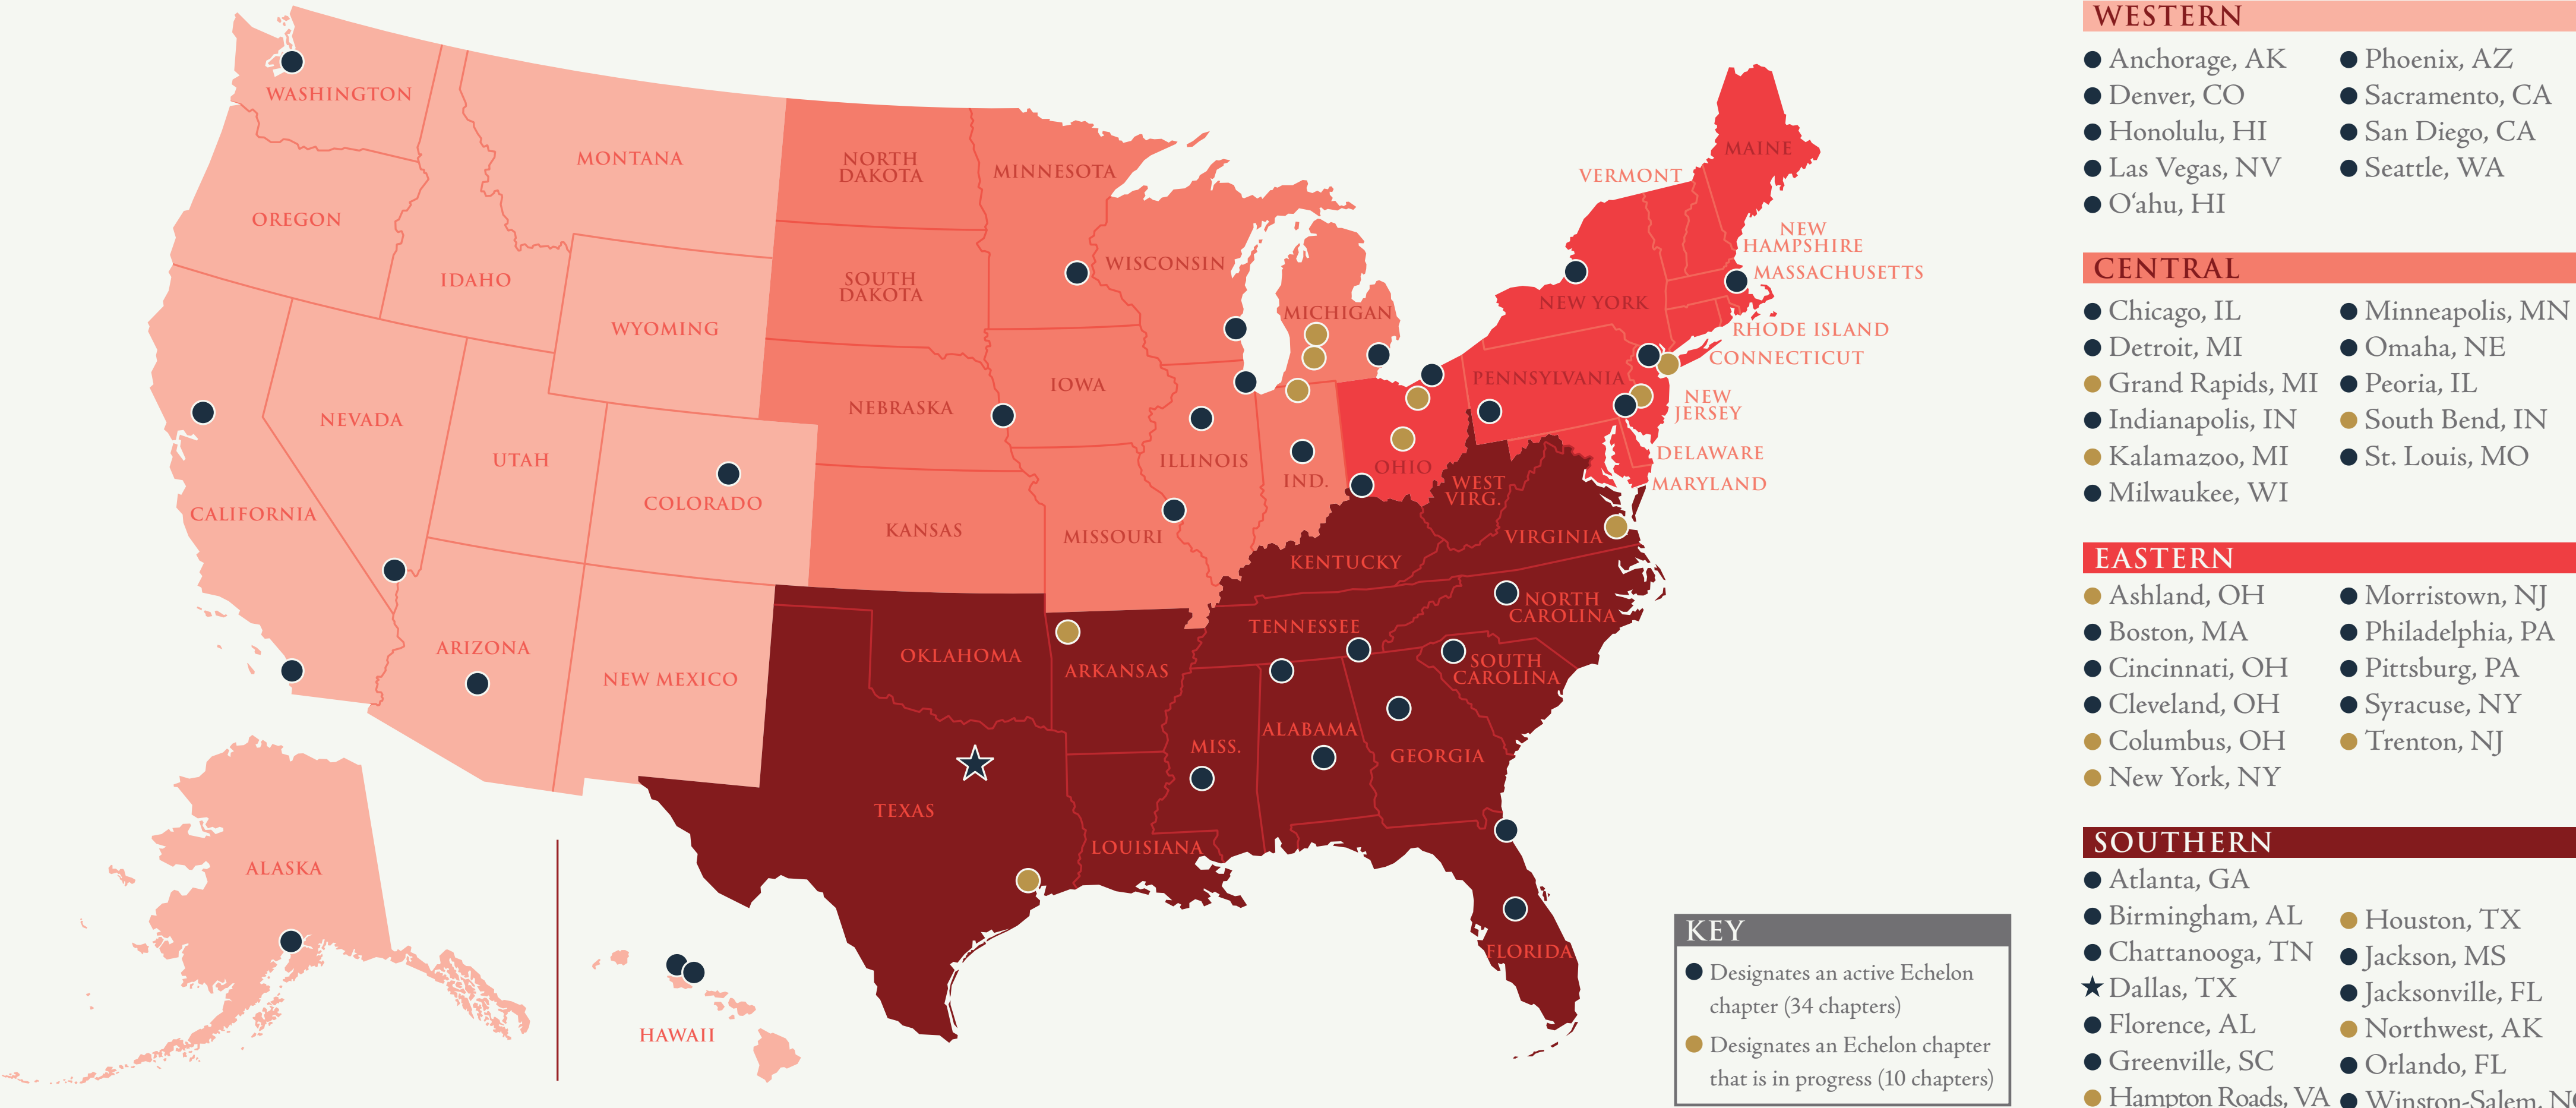 WASHINGTON
OREGON
IDAHO
MONTANA
WYOMING
NEVADA
UTAH
CALIFORNIA
COLORADO
ARIZONA
NEW MEXICO
ALASKA
HAWAII
NORTH
DAKOTA
MINNESOTA
SOUTH
DAKOTA
WISCONSIN
MICHIGAN
IOWA
NEBRASKA
ILLINOIS
IND.
KANSAS
MISSOURI
MAINE
VERMONT
NEW
HAMPSHIRE
MASSACHUSETTS
NEW YORK
RHODE ISLAND
CONNECTICUT
PENNSYLVANIA
NEW
JERSEY
OHIO
DELAWARE
MARYLAND
WEST
VIRG.
VIRGINIA
KENTUCKY
NORTH
CAROLINA
TENNESSEE
SOUTH
CAROLINA
OKLAHOMA
ARKANSAS
MISS.
ALABAMA
GEORGIA
TEXAS
LOUISIANA
FLORIDA
KEY
Designates an active Echelon
chapter (34 chapters)
Designates an Echelon chapter
that is in progress (10 chapters)
WESTERN
Anchorage, AK
Denver, CO
Honolulu, HI
Las Vegas, NV
O‘ahu, HI
Phoenix, AZ
Sacramento, CA
San Diego, CA
Seattle, WA
CENTRAL
Chicago, IL
Detroit, MI
Grand Rapids, MI
Indianapolis, IN
Kalamazoo, MI
Milwaukee, WI
Minneapolis, MN
Omaha, NE
Peoria, IL
South Bend, IN
St. Louis, MO
EASTERN
Ashland, OH
Boston, MA
Cincinnati, OH
Cleveland, OH
Columbus, OH
New York, NY
Morristown, NJ
Philadelphia, PA
Pittsburg, PA
Syracuse, NY
Trenton, NJ
SOUTHERN
Atlanta, GA
Birmingham, AL
Chattanooga, TN
Dallas, TX
Florence, AL
Greenville, SC
Hampton Roads, VA
Houston, TX
Jackson, MS
Jacksonville, FL
Northwest, AK
Orlando, FL
Winston-Salem,